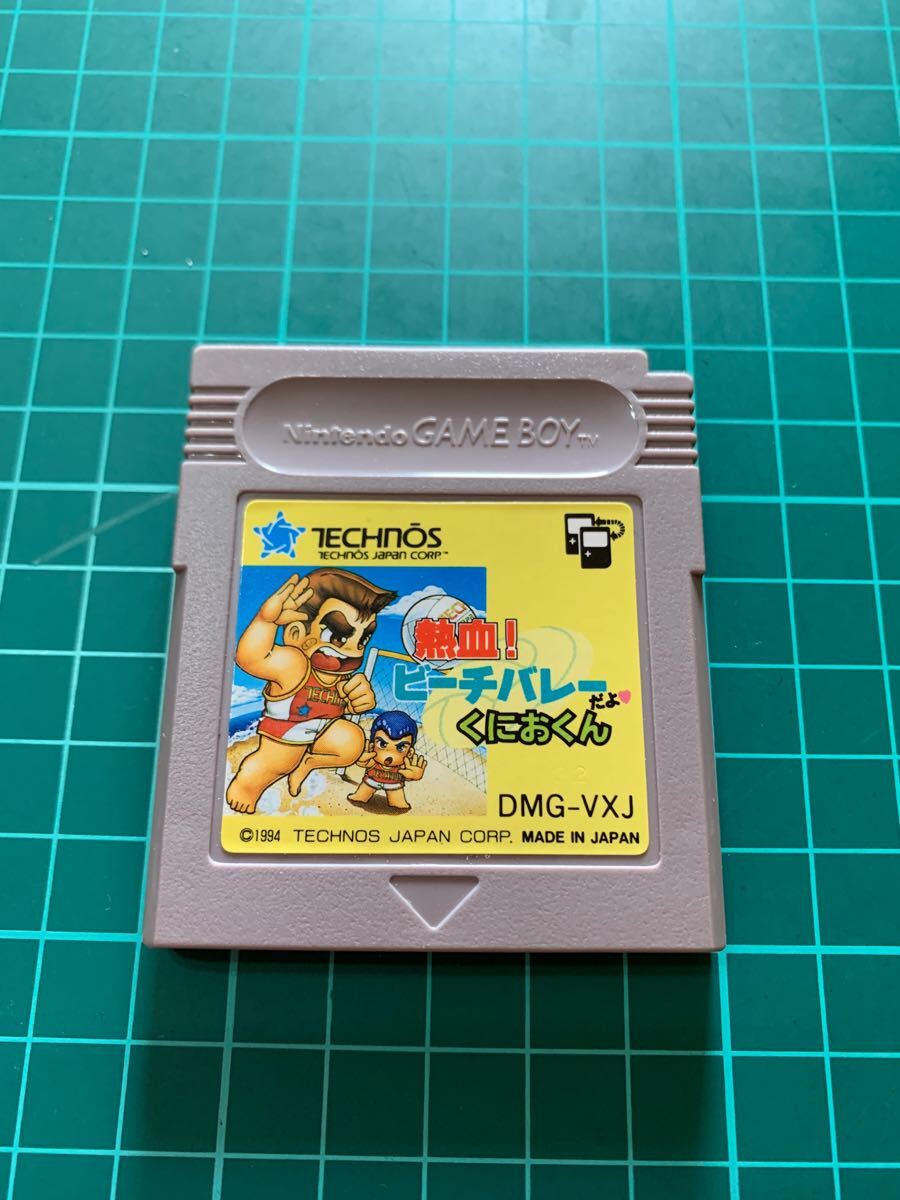 Nintendo GAME BOY™
TECHNŌS
TECHNŌS JAPAN CORP.™
熱血!
ビーチバレー
だよ♥
くにおくん
DMG-VXJ
©1994 TECHNOS JAPAN CORP. MADE IN JAPAN